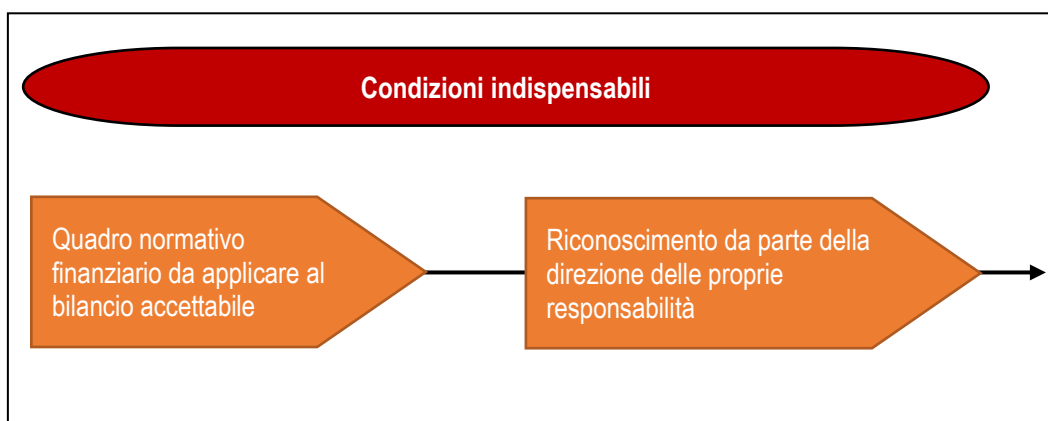 Condizioni indispensabili
Quadro normativo
finanziario da applicare al
bilancio accettabile
Riconoscimento da parte della
direzione delle proprie
responsabilità